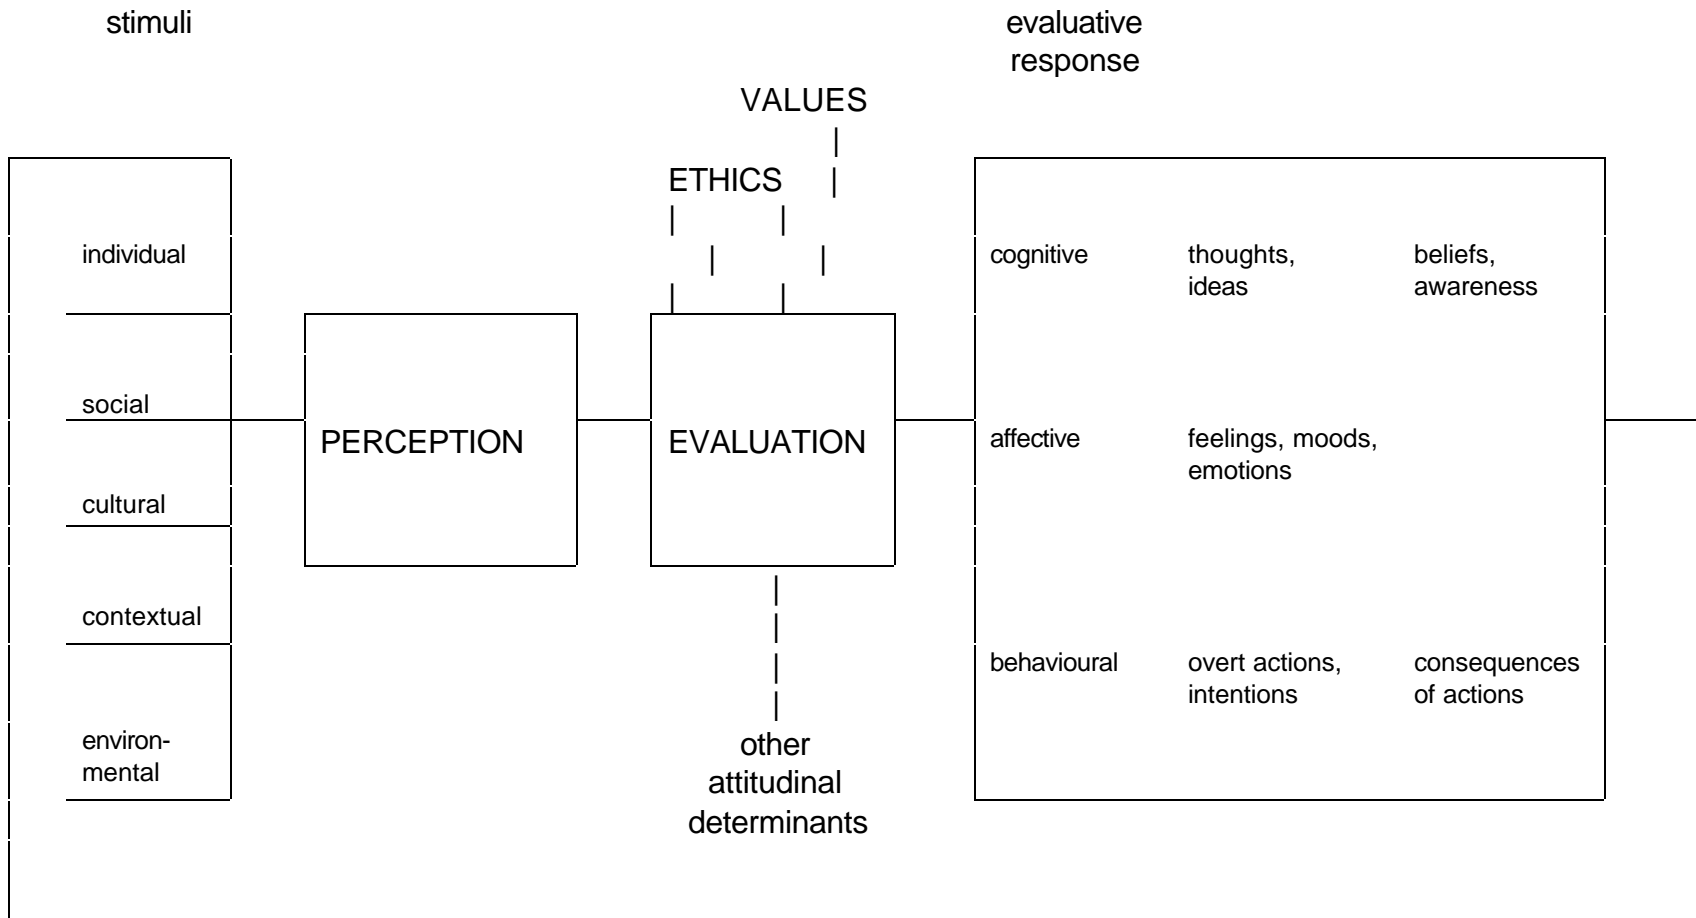 stimuli
evaluative
response
VALUES
ETHICS
individual
cognitive thoughts, beliefs,
ideas awareness
social
PERCEPTION
EVALUATION
affective feelings, moods,
emotions
cultural
contextual
behavioural overt actions, consequences
intentions of actions
environ-
mental
other
attitudinal
determinants